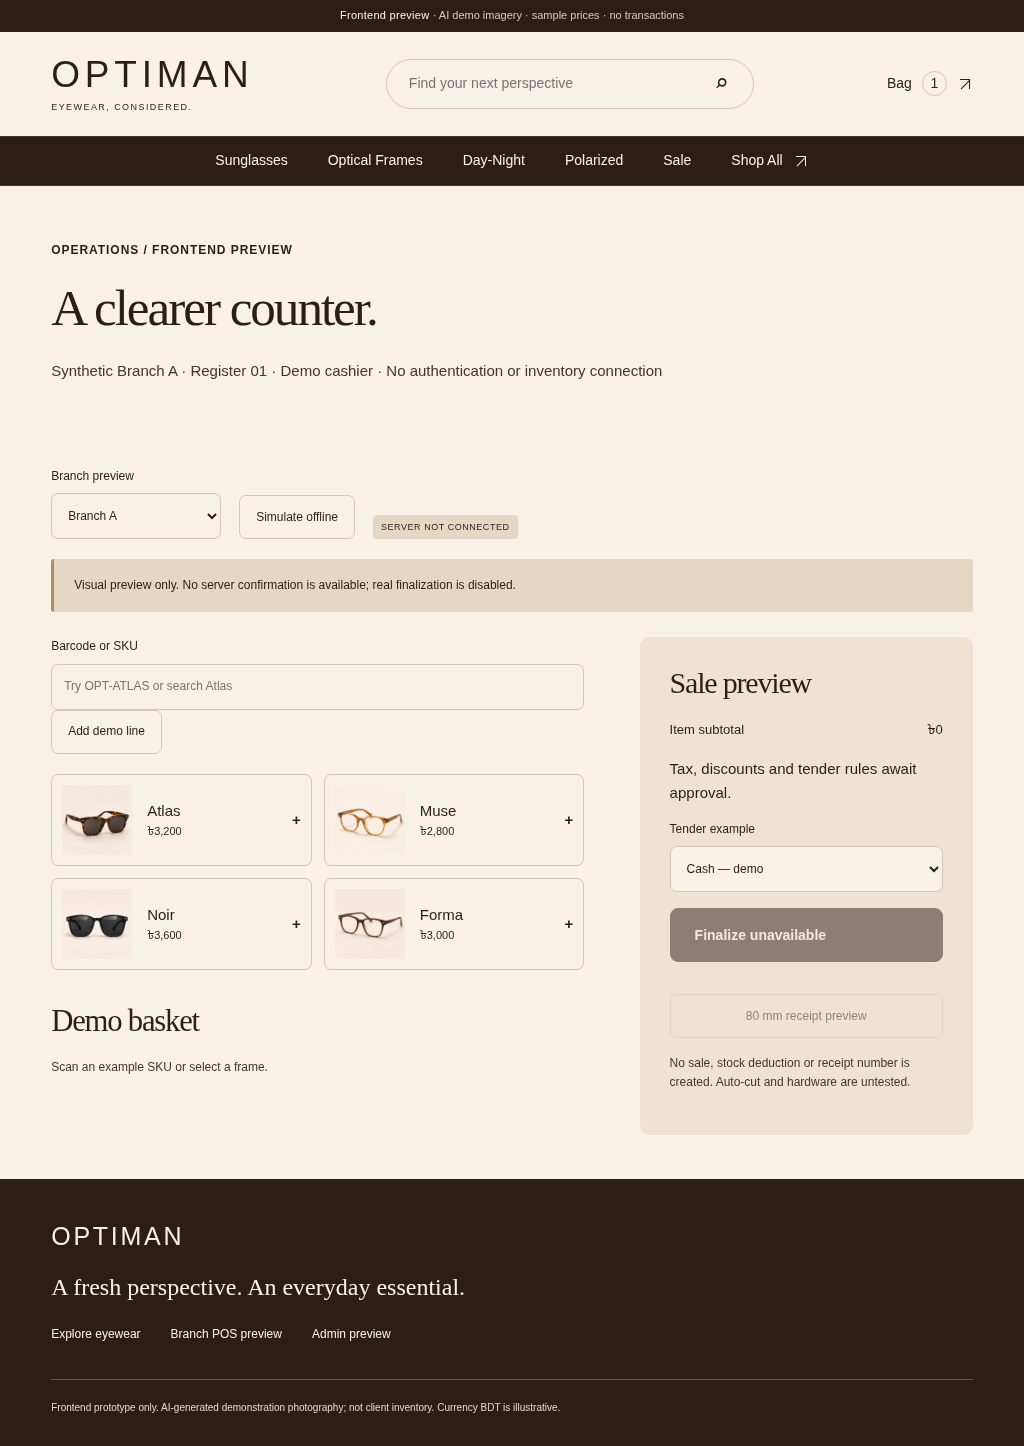 Frontend preview · AI demo imagery · sample prices · no transactions
OPTIMAN
EYEWEAR, CONSIDERED.
Find your next perspective
Bag 1
Sunglasses Optical Frames Day-Night Polarized Sale Shop All
OPERATIONS / FRONTEND PREVIEW
A clearer counter.
Synthetic Branch A · Register 01 · Demo cashier · No authentication or inventory connection
Branch preview
Branch A
Simulate offline
SERVER NOT CONNECTED
Visual preview only. No server confirmation is available; real finalization is disabled.
Barcode or SKU
Try OPT-ATLAS or search Atlas
Add demo line
Atlas
৳3,200
+
Muse
৳2,800
+
Noir
৳3,600
+
Forma
৳3,000
+
Demo basket
Scan an example SKU or select a frame.
Sale preview
Item subtotal ৳0
Tax, discounts and tender rules await
approval.
Tender example
Cash — demo
Finalize unavailable
80 mm receipt preview
No sale, stock deduction or receipt number is
created. Auto-cut and hardware are untested.
OPTIMAN
A fresh perspective. An everyday essential.
Explore eyewear Branch POS preview Admin preview
Frontend prototype only. AI-generated demonstration photography; not client inventory. Currency BDT is illustrative.